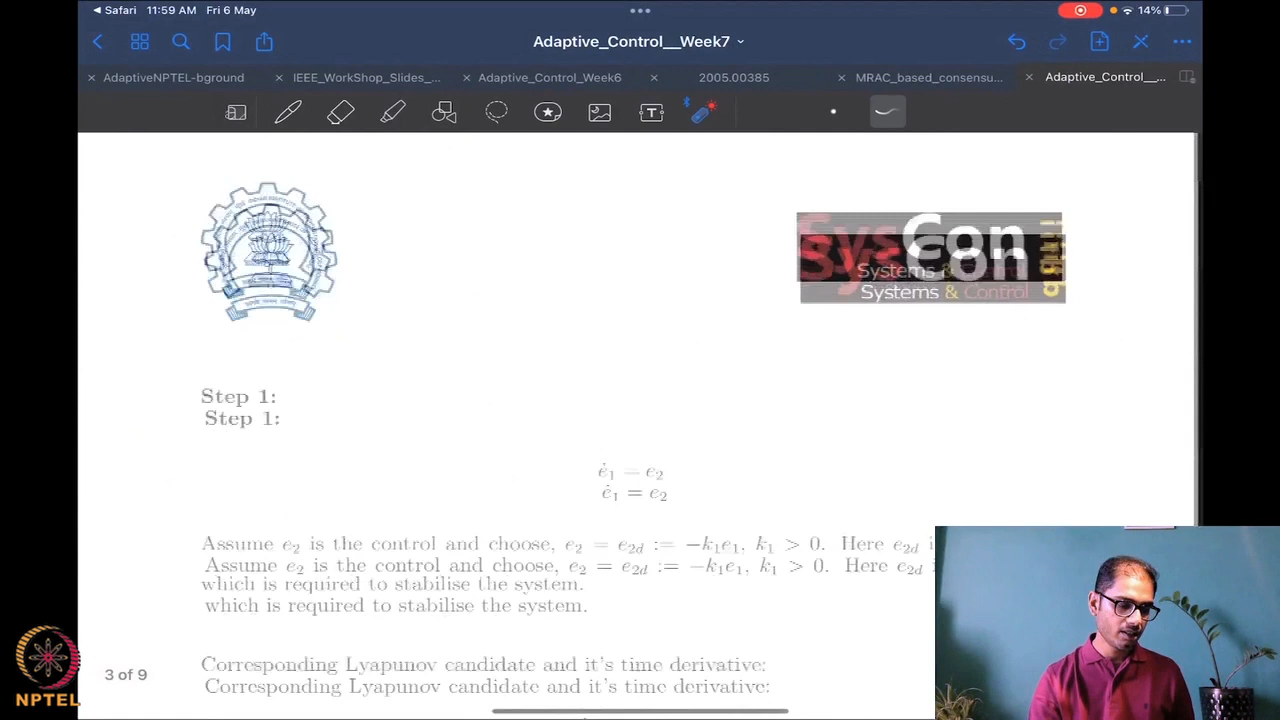 Safari 11:59 AM Fri 6 May 14%
Adaptive_Control__Week7
AdaptiveNPTEL-bground IEEE_WorkShop_Slides_... Adaptive_Control_Week6 2005.00385 MRAC_based_consensu... Adaptive_Control__...
SysCon
SysCon
Systems &
Systems & Control
Step 1:
Step 1:
ė₁ = e₂
ė₁ = e₂
Assume e₂ is the control and choose, e₂ = e₂d := −k₁e₁, k₁ > 0. Here e₂d i
Assume e₂ is the control and choose, e₂ = e₂d := −k₁e₁, k₁ > 0. Here e₂d
which is required to stabilise the system.
which is required to stabilise the system.
Corresponding Lyapunov candidate and it's time derivative:
Corresponding Lyapunov candidate and it's time derivative:
3 of 9
NPTEL